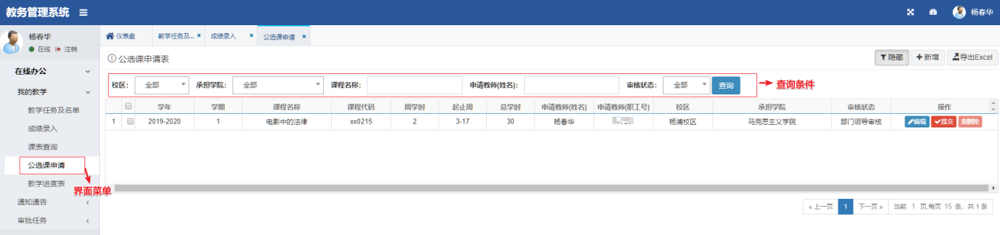 教务管理系统
杨春华
杨春华
在线 注销
仪表盘 教学任务及... × 成绩录入 × 公选课申请 ×
公选课申请表
隐藏 新增 导出Excel
在线办公
我的教学
教学任务及名单
成绩录入
课表查询
公选课申请
教学进度表
通知通告
审批任务
界面菜单
校区: 全部 承担学院: 全部 课程名称: 申请教师(姓名): 审核状态: 全部 查询
查询条件
学年 学期 课程名称 课程代码 周学时 起止周 总学时 申请教师(姓名) 申请教师(职工号) 校区 承担学院 审核状态 操作
1 2019-2020 1 电影中的法律 xx0215 2 3-17 30 杨春华 杨浦校区 马克思主义学院 部门领导审核 编辑 提交 删除
« 上一页 1 下一页 » 当前 1 页,每页 15 条, 共 1 条